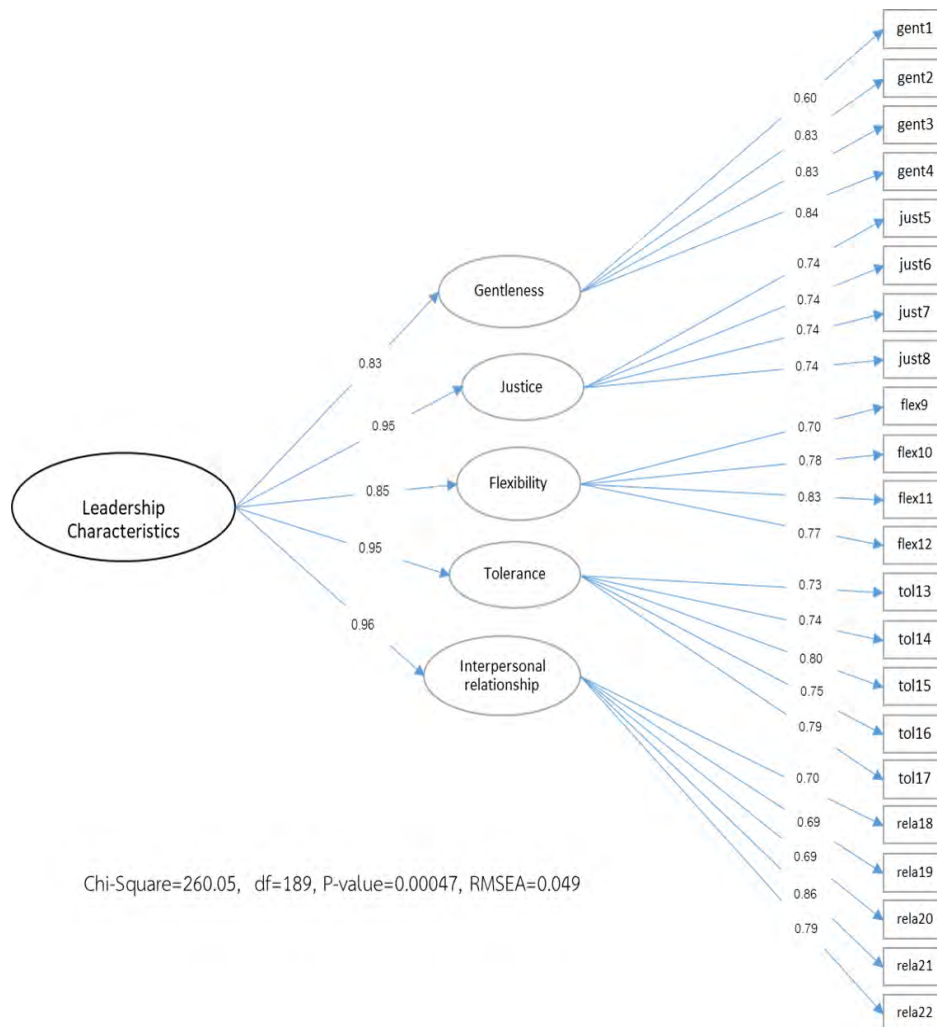 gent1
gent2
0.60
gent3
0.83
gent4
0.83
0.84
just5
just6
0.74
Gentleness
0.74
just7
0.74
just8
0.83
0.74
Justice
flex9
0.70
0.95
flex10
0.78
Flexibility
0.85
flex11
0.83
Leadership
Characteristics
0.77
flex12
0.95
Tolerance
0.73
tol13
0.74
tol14
0.96
0.80
Interpersonal
relationship
tol15
0.75
0.79
tol16
0.70
tol17
rela18
0.69
0.69
rela19
Chi-Square=260.05, df=189, P-value=0.00047, RMSEA=0.049
0.86
rela20
0.79
rela21
rela22